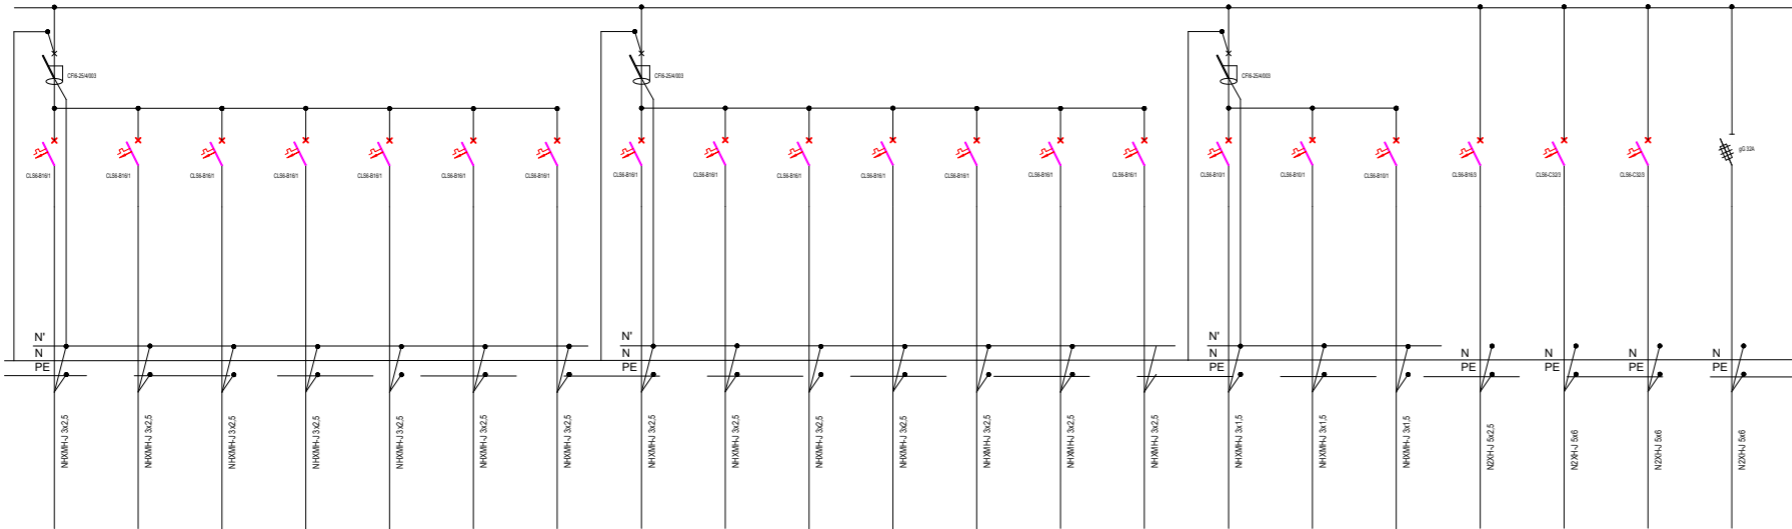 CFI6-25/4/003
CFI6-25/4/003
CFI6-25/4/003
CLS6-B16/1
CLS6-B16/1
CLS6-B16/1
CLS6-B16/1
CLS6-B16/1
CLS6-B16/1
CLS6-B16/1
CLS6-B16/1
CLS6-B16/1
CLS6-B16/1
CLS6-B16/1
CLS6-B16/1
CLS6-B16/1
CLS6-B16/1
CLS6-B10/1
CLS6-B10/1
CLS6-B10/1
CLS6-B16/3
CLS6-C32/3
CLS6-C32/3
gG 32A
N'
N
PE
N'
N
PE
N'
N
PE
N
PE
N
PE
N
PE
N
PE
NHXMH-J 3x2,5
NHXMH-J 3x2,5
NHXMH-J 3x2,5
NHXMH-J 3x2,5
NHXMH-J 3x2,5
NHXMH-J 3x2,5
NHXMH-J 3x2,5
NHXMH-J 3x2,5
NHXMH-J 3x2,5
NHXMH-J 3x2,5
NHXMH-J 3x2,5
NHXMH-J 3x2,5
NHXMH-J 3x2,5
NHXMH-J 3x2,5
NHXMH-J 3x1,5
NHXMH-J 3x1,5
NHXMH-J 3x1,5
N2XH-J 5x2,5
N2XH-J 5x6
N2XH-J 5x6
N2XH-J 5x6